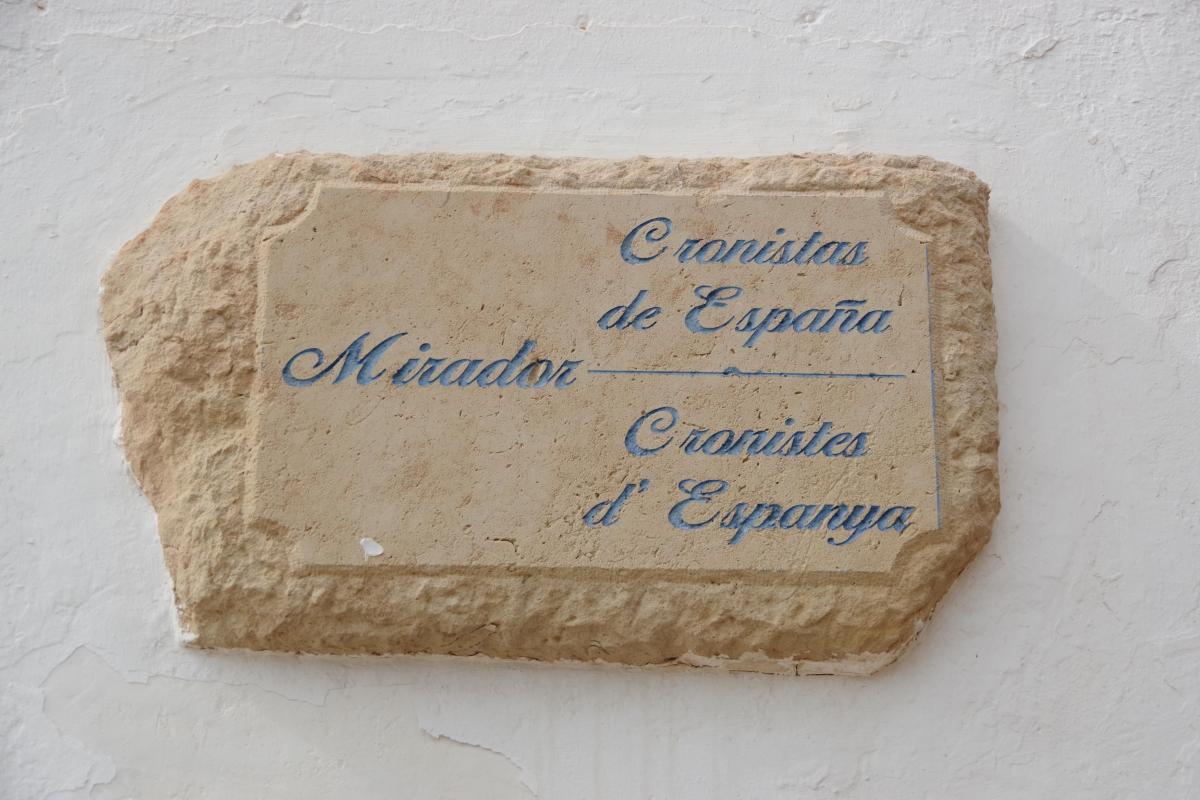 Mirador
Cronistas
de España
Cronistes
d' Espanya